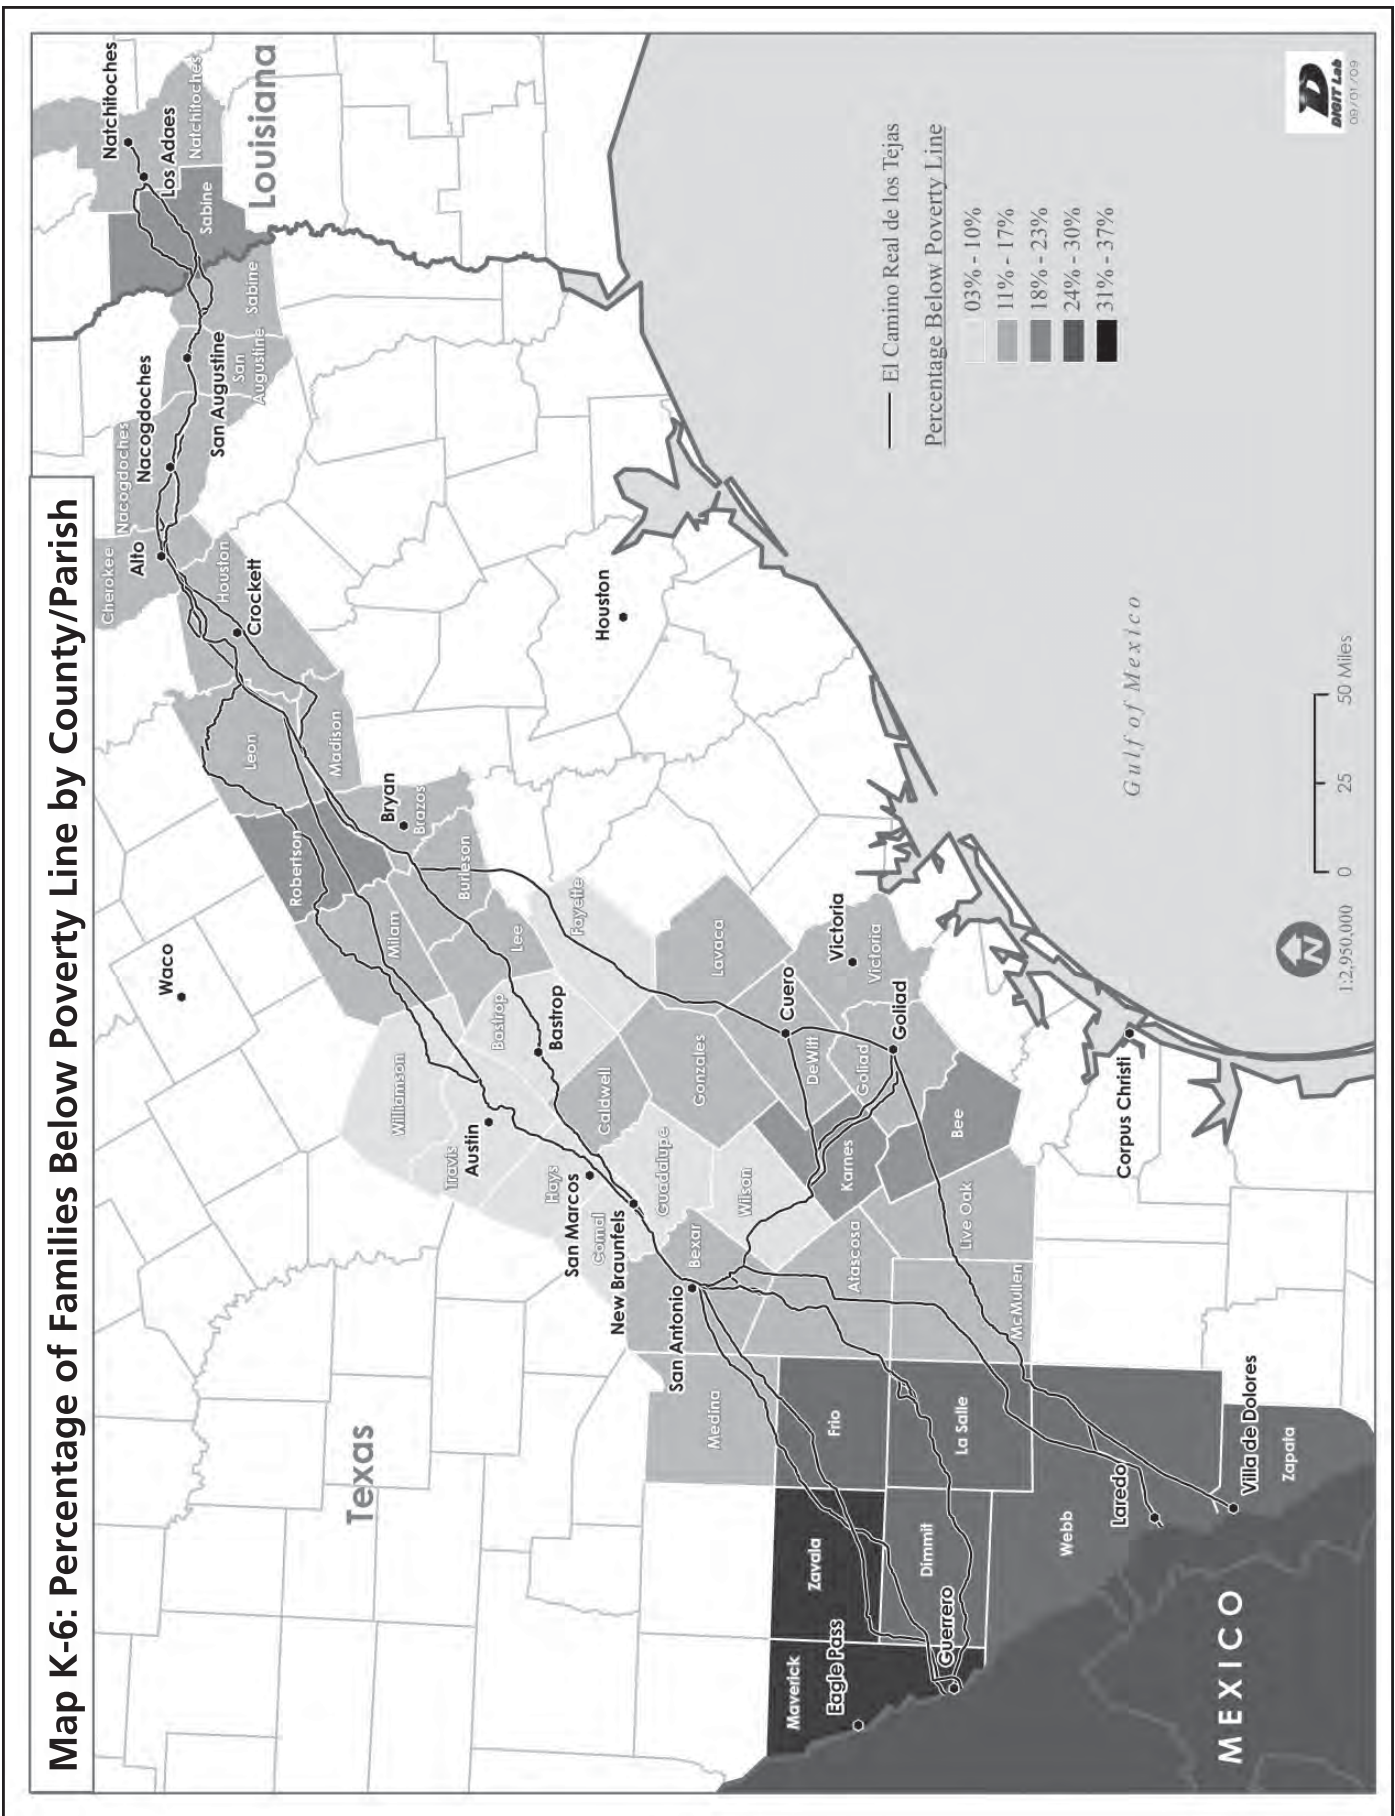 Map K-6: Percentage of Families Below Poverty Line by County/Parish
Natchitoches
Los Adaes
Natchitoches
Sabine
Louisiana
Sabine
San Augustine
San
Augustine
Nacogdoches
Nacogdoches
Cherokee
Alto
Houston
Crockett
Leon
Madison
Robertson
Bryan
Brazos
Burleson
Milam
Lee
Waco
Houston
Fayette
Bastrop
Bastrop
Williamson
Travis
Austin
Hays
San Marcos
Comal
New Braunfels
Caldwell
Guadalupe
Gonzales
Lavaca
Cuero
DeWitt
Victoria
Victoria
Goliad
Goliad
Karnes
Bee
Wilson
Bexar
San Antonio
Atascosa
Live Oak
McMullen
Corpus Christi
Texas
Medina
Frio
La Salle
Zavala
Dimmit
Webb
Maverick
Eagle Pass
Guerrero
Laredo
Villa de Dolores
Zapata
MEXICO
Gulf of Mexico
El Camino Real de los Tejas
Percentage Below Poverty Line
03% - 10%
11% - 17%
18% - 23%
24% - 30%
31% - 37%
N
1:2,950,000
0 25 50 Miles
D
DIGIT Lab
09/01/09